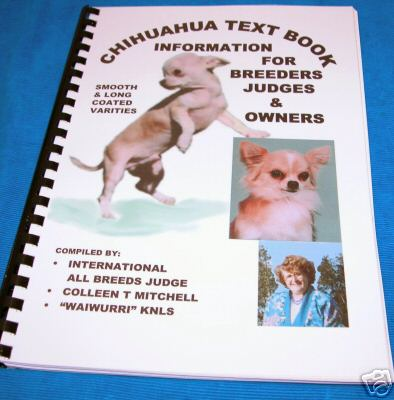 CHIHUAHUA TEXT BOOK
INFORMATION
FOR
BREEDERS
JUDGES
&
OWNERS
SMOOTH
& LONG
COATED
VARITIES
COMPILED BY:
• INTERNATIONAL
ALL BREEDS JUDGE
• COLLEEN T MITCHELL
• "WAIWURRI" KNLS